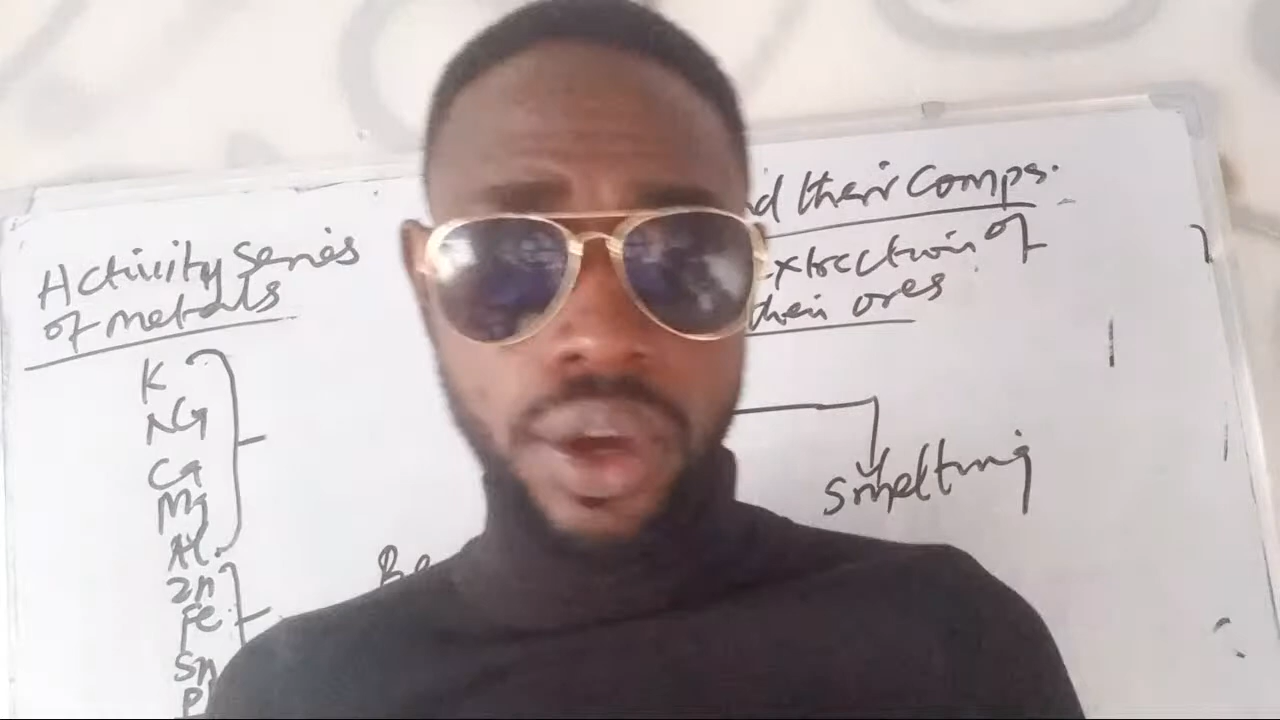 d their Comps.
Activity Series
of metals
extraction of
their ores
K
Na
Ca
Mg
Al
Zn
Fe
Sn
smelting